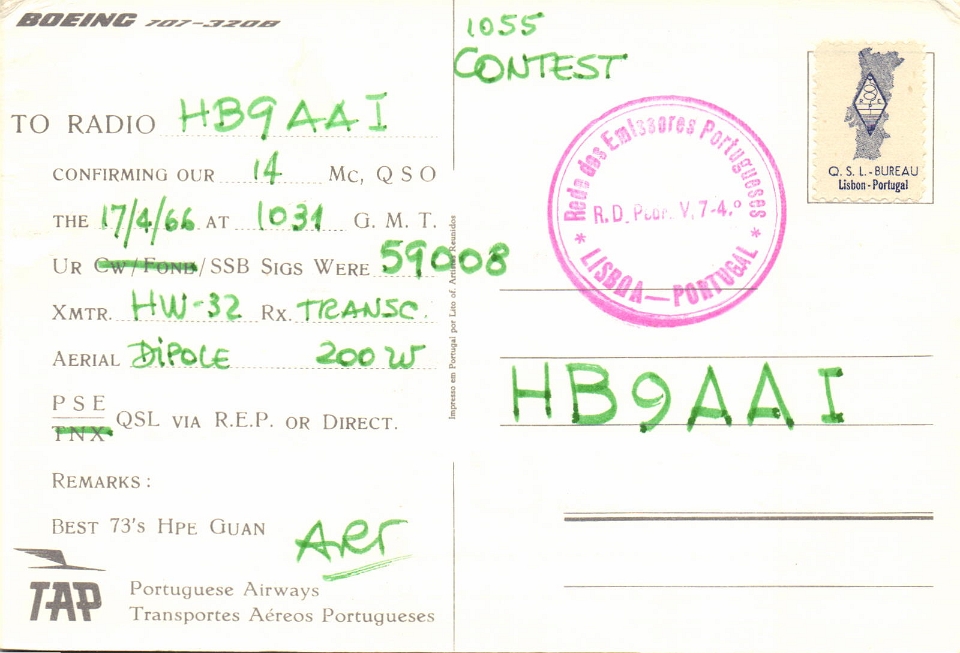 BOEING 707-320B
TO RADIO HB9AAI
CONFIRMING OUR 14 Mc, QSO
THE 17/4/66 AT 1031 G. M. T.
UR CW/FONE/SSB SIGS WERE 59008
XMTR. HW-32 RX. TRANSC.
AERIAL DIPOLE 200W
PSE
TNX
QSL VIA R.E.P. OR DIRECT.
REMARKS:
BEST 73's HPE GUAN
ART
TAP
Portuguese Airways
Transportes Aéreos Portugueses
Impresso em Portugal por Lito of. Artistas Reunidos
1055
CONTEST
Rede dos Emissores Portugueses
R.D. V, 7-4.º
* LISBOA — PORTUGAL *
R E P
Q. S. L. - BUREAU
Lisbon - Portugal
HB9AAI